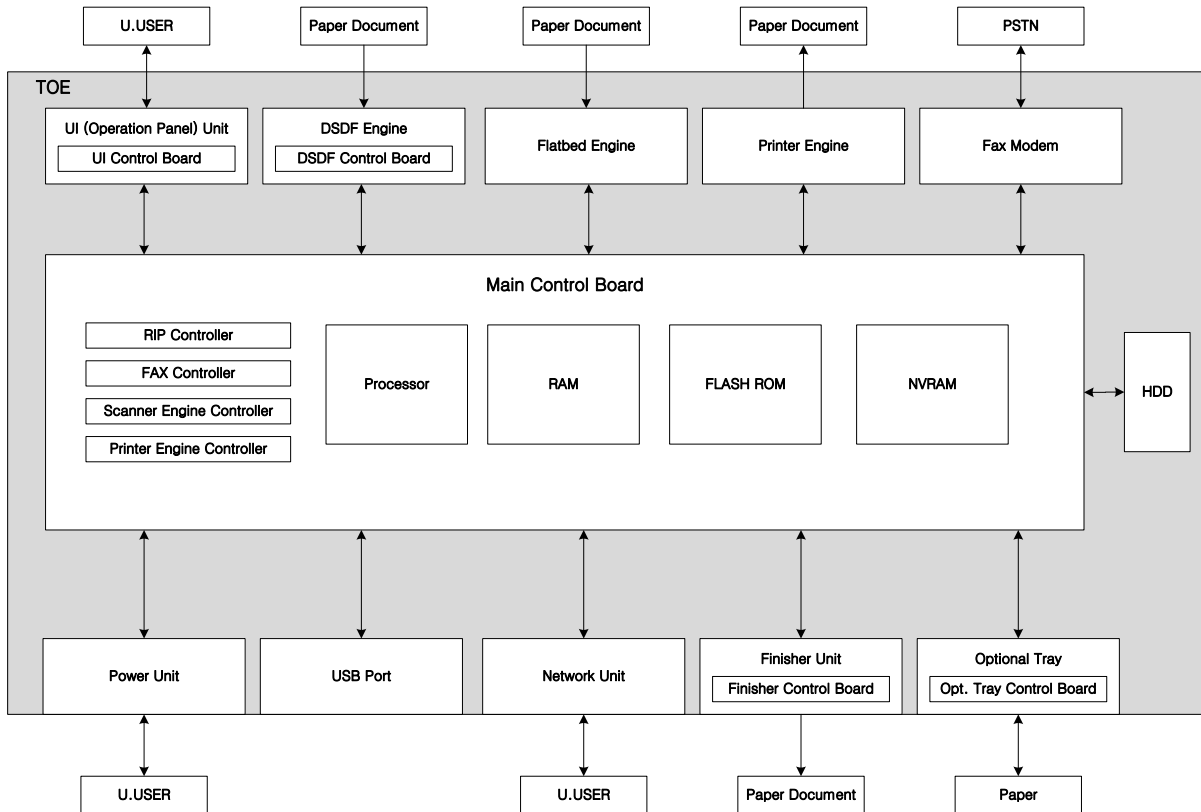 U.USER
Paper Document
Paper Document
Paper Document
PSTN
TOE
UI (Operation Panel) Unit
UI Control Board
DSDF Engine
DSDF Control Board
Flatbed Engine
Printer Engine
Fax Modem
Main Control Board
RIP Controller
FAX Controller
Scanner Engine Controller
Printer Engine Controller
Processor
RAM
FLASH ROM
NVRAM
HDD
Power Unit
USB Port
Network Unit
Finisher Unit
Finisher Control Board
Optional Tray
Opt. Tray Control Board
U.USER
U.USER
Paper Document
Paper